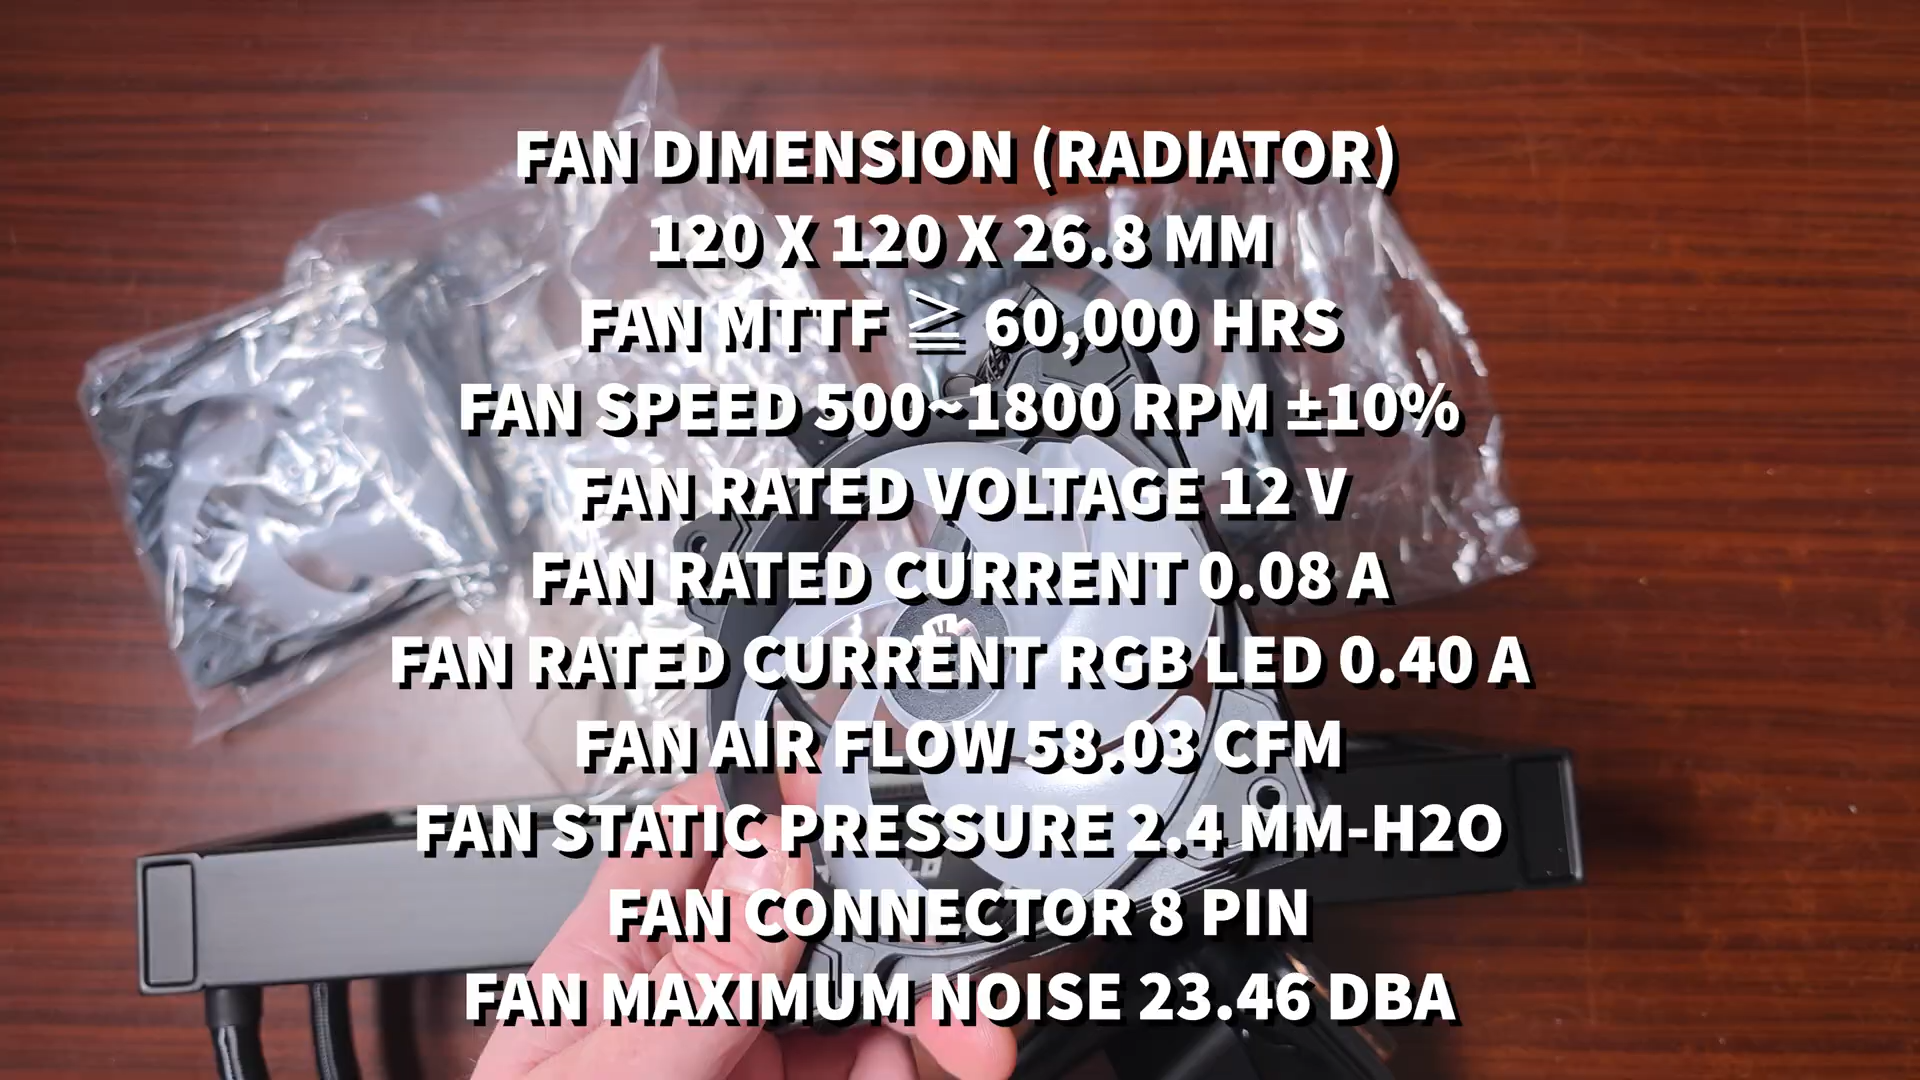 FAN DIMENSION (RADIATOR)
120 X 120 X 26.8 MM
FAN MTTF ≧ 60,000 HRS
FAN SPEED 500~1800 RPM ±10%
FAN RATED VOLTAGE 12 V
FAN RATED CURRENT 0.08 A
FAN RATED CURRENT RGB LED 0.40 A
FAN AIR FLOW 58.03 CFM
FAN STATIC PRESSURE 2.4 MM-H2O
FAN CONNECTOR 8 PIN
FAN MAXIMUM NOISE 23.46 DBA